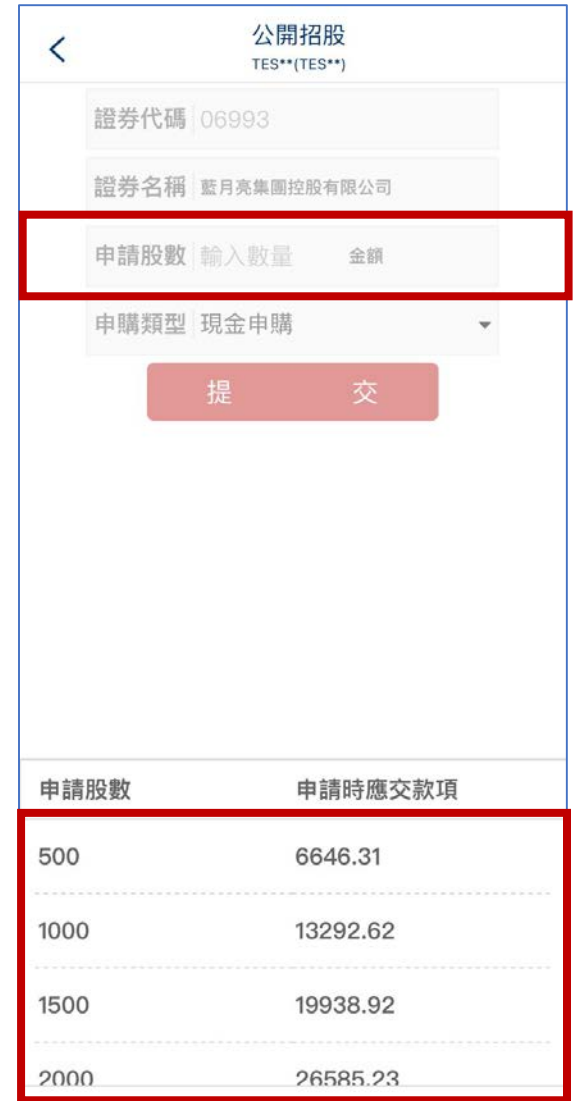 公開招股
TES**(TES**)
證券代碼 06993
證券名稱 藍月亮集團控股有限公司
申請股數 輸入數量 金額
申購類型 現金申購
提 交
申請股數 申請時應交款項
500 6646.31
1000 13292.62
1500 19938.92
2000 26585.23